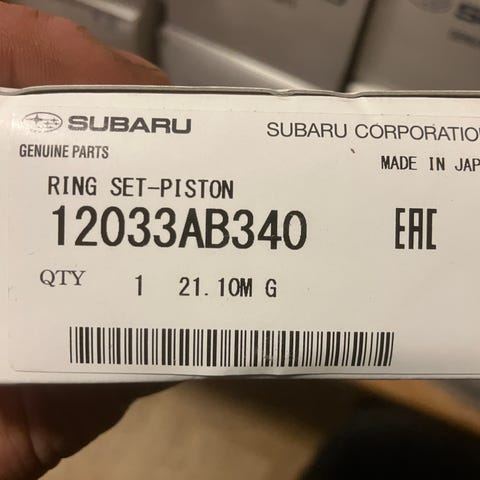 SUBARU
SUBARU CORPORATIO
GENUINE PARTS
MADE IN JAP
RING SET-PISTON
12033AB340
EAC
QTY 1 21.10M G